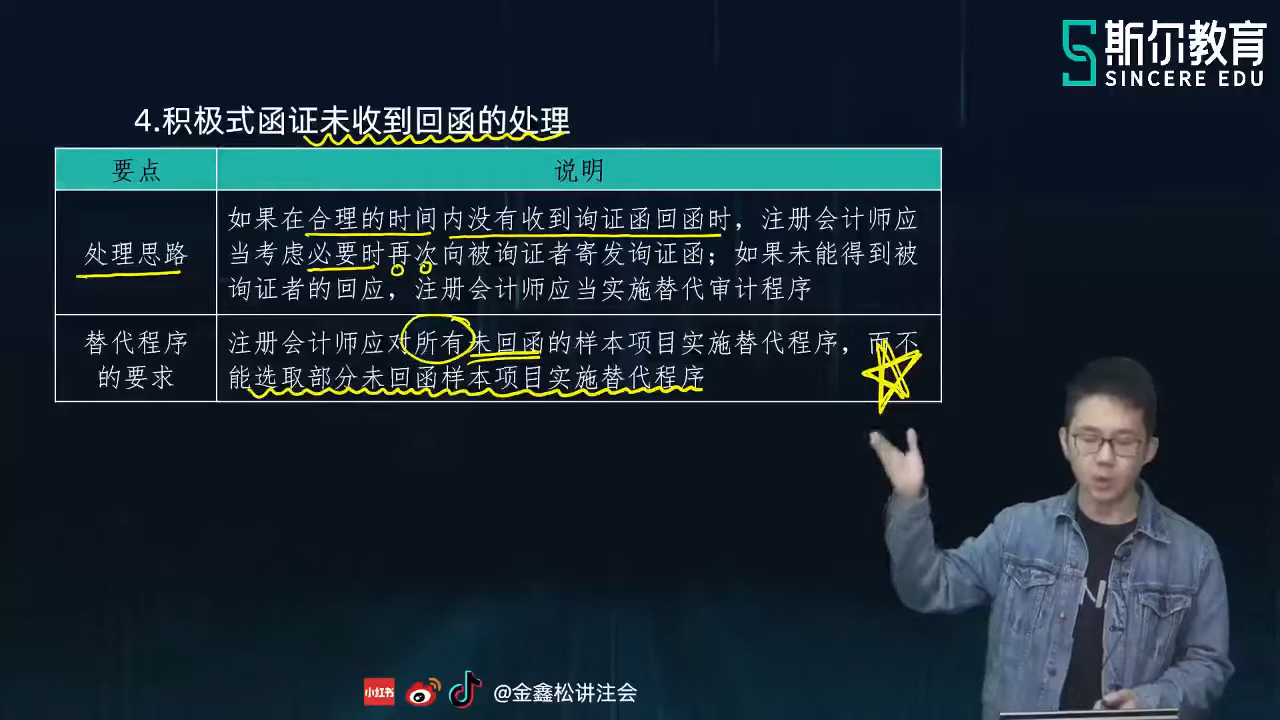 斯尔教育
SINCERE EDU
4.积极式函证未收到回函的处理
要点
说明
处理思路
如果在合理的时间内没有收到询证函回函时，注册会计师应
当考虑必要时再次向被询证者寄发询证函；如果未能得到被
询证者的回应，注册会计师应当实施替代审计程序
替代程序
的要求
注册会计师应对所有未回函的样本项目实施替代程序，而不
能选取部分未回函样本项目实施替代程序
小红书
@金鑫松讲注会